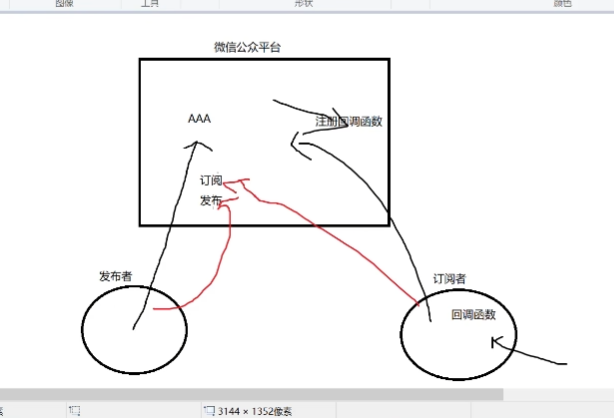 图像
工具
形状
颜色
微信公众平台
AAA
注册回调函数
订阅
发布
发布者
订阅者
回调函数
3144 × 1352像素